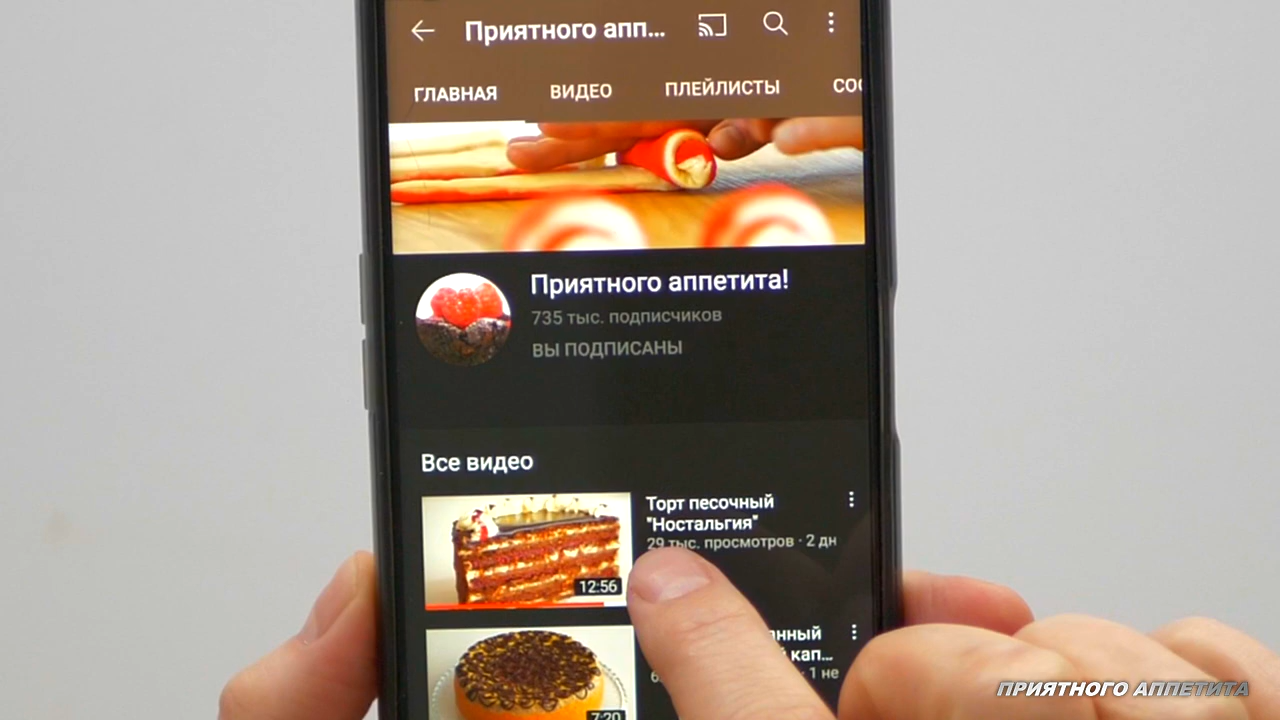 Приятного апп...
ГЛАВНАЯ ВИДЕО ПЛЕЙЛИСТЫ
Приятного аппетита!
735 тыс. подписчиков
ВЫ ПОДПИСАНЫ
Все видео
Торт песочный
"Ностальгия"
29 тыс. просмотров · 2 дн
12:56
7:20
ПРИЯТНОГО АППЕТИТА